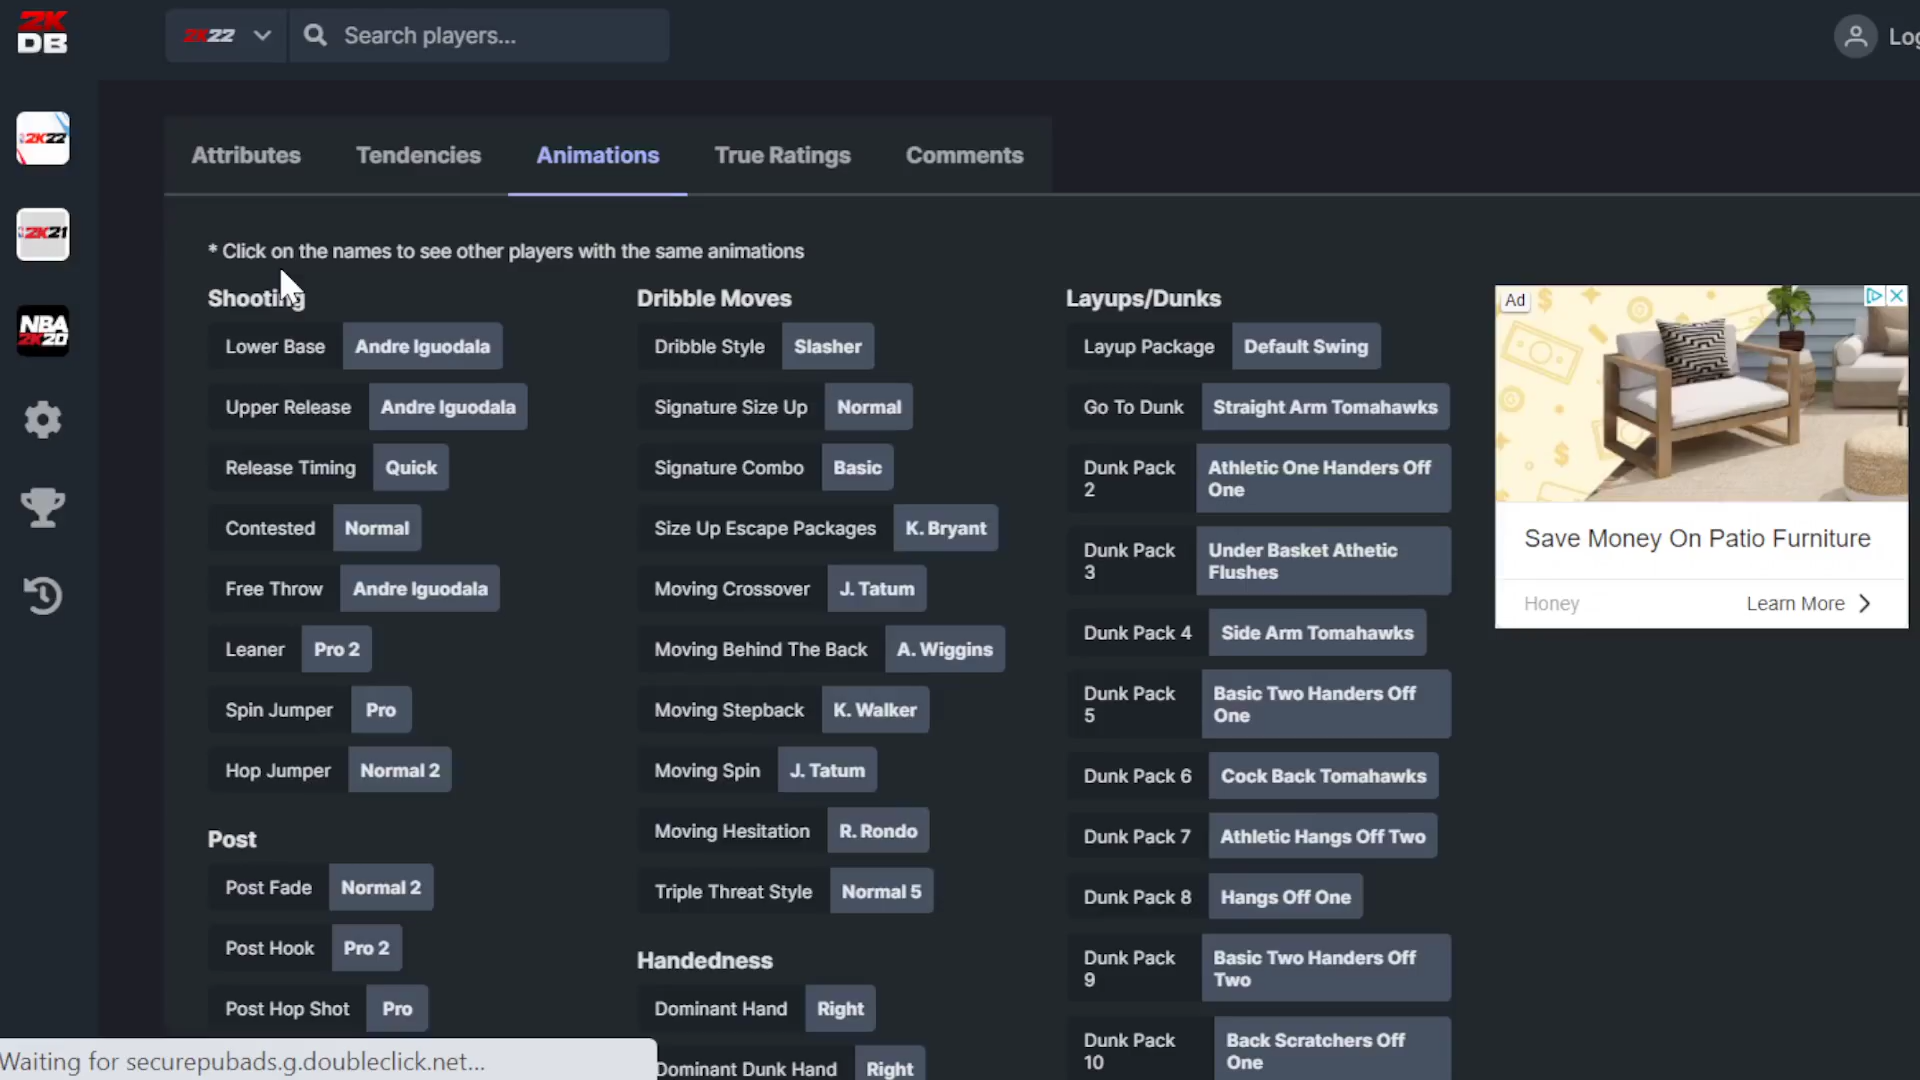 2K
DB
2K22
Search players...
Log
2K22
2K21
NBA
2K20
Attributes
Tendencies
Animations
True Ratings
Comments
* Click on the names to see other players with the same animations
Shooting
Lower Base Andre Iguodala
Upper Release Andre Iguodala
Release Timing Quick
Contested Normal
Free Throw Andre Iguodala
Leaner Pro 2
Spin Jumper Pro
Hop Jumper Normal 2
Post
Post Fade Normal 2
Post Hook Pro 2
Post Hop Shot Pro
Dribble Moves
Dribble Style Slasher
Signature Size Up Normal
Signature Combo Basic
Size Up Escape Packages K. Bryant
Moving Crossover J. Tatum
Moving Behind The Back A. Wiggins
Moving Stepback K. Walker
Moving Spin J. Tatum
Moving Hesitation R. Rondo
Triple Threat Style Normal 5
Handedness
Dominant Hand Right
Dominant Dunk Hand Right
Layups/Dunks
Layup Package Default Swing
Go To Dunk Straight Arm Tomahawks
Dunk Pack
2
Athletic One Handers Off
One
Dunk Pack
3
Under Basket Athetic
Flushes
Dunk Pack 4 Side Arm Tomahawks
Dunk Pack
5
Basic Two Handers Off
One
Dunk Pack 6 Cock Back Tomahawks
Dunk Pack 7 Athletic Hangs Off Two
Dunk Pack 8 Hangs Off One
Dunk Pack
9
Basic Two Handers Off
Two
Dunk Pack
10
Back Scratchers Off
One
Ad
Save Money On Patio Furniture
Honey
Learn More
Waiting for securepubads.g.doubleclick.net...